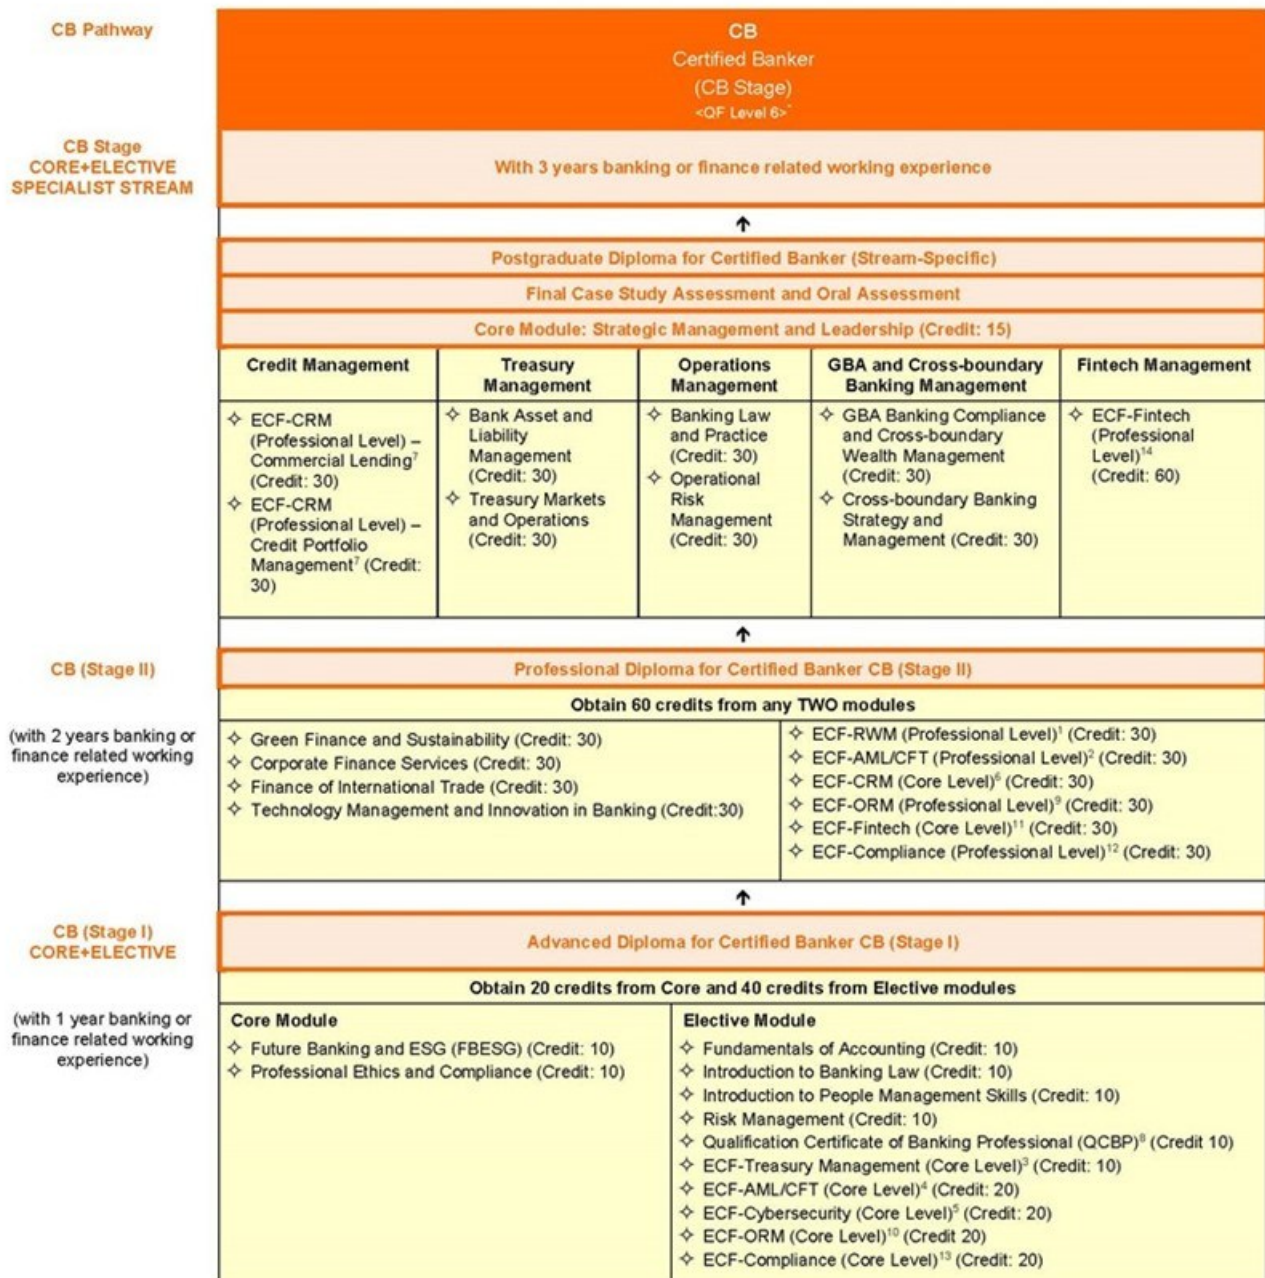 CB Pathway
CB
Certified Banker
(CB Stage)
<QF Level 6>*
CB Stage
CORE+ELECTIVE
SPECIALIST STREAM
With 3 years banking or finance related working experience
↑
Postgraduate Diploma for Certified Banker (Stream-Specific)
Final Case Study Assessment and Oral Assessment
Core Module: Strategic Management and Leadership (Credit: 15)
Credit Management
✧ ECF-CRM
(Professional Level) –
Commercial Lending⁷
(Credit: 30)
✧ ECF-CRM
(Professional Level) –
Credit Portfolio
Management⁷ (Credit:
30)
Treasury
Management
✧ Bank Asset and
Liability
Management
(Credit: 30)
✧ Treasury Markets
and Operations
(Credit: 30)
Operations
Management
✧ Banking Law
and Practice
(Credit: 30)
✧ Operational
Risk
Management
(Credit: 30)
GBA and Cross-boundary
Banking Management
✧ GBA Banking Compliance
and Cross-boundary
Wealth Management
(Credit: 30)
✧ Cross-boundary Banking
Strategy and
Management (Credit: 30)
Fintech Management
✧ ECF-Fintech
(Professional
Level)¹⁴
(Credit: 60)
↑
CB (Stage II)
Professional Diploma for Certified Banker CB (Stage II)
(with 2 years banking or
finance related working
experience)
Obtain 60 credits from any TWO modules
✧ Green Finance and Sustainability (Credit: 30)
✧ Corporate Finance Services (Credit: 30)
✧ Finance of International Trade (Credit: 30)
✧ Technology Management and Innovation in Banking (Credit:30)
✧ ECF-RWM (Professional Level)¹ (Credit: 30)
✧ ECF-AML/CFT (Professional Level)² (Credit: 30)
✧ ECF-CRM (Core Level)⁶ (Credit: 30)
✧ ECF-ORM (Professional Level)⁹ (Credit: 30)
✧ ECF-Fintech (Core Level)¹¹ (Credit: 30)
✧ ECF-Compliance (Professional Level)¹² (Credit: 30)
↑
CB (Stage I)
CORE+ELECTIVE
Advanced Diploma for Certified Banker CB (Stage I)
(with 1 year banking or
finance related working
experience)
Obtain 20 credits from Core and 40 credits from Elective modules
Core Module
✧ Future Banking and ESG (FBESG) (Credit: 10)
✧ Professional Ethics and Compliance (Credit: 10)
Elective Module
✧ Fundamentals of Accounting (Credit: 10)
✧ Introduction to Banking Law (Credit: 10)
✧ Introduction to People Management Skills (Credit: 10)
✧ Risk Management (Credit: 10)
✧ Qualification Certificate of Banking Professional (QCBP)⁸ (Credit 10)
✧ ECF-Treasury Management (Core Level)³ (Credit: 10)
✧ ECF-AML/CFT (Core Level)⁴ (Credit: 20)
✧ ECF-Cybersecurity (Core Level)⁵ (Credit: 20)
✧ ECF-ORM (Core Level)¹⁰ (Credit 20)
✧ ECF-Compliance (Core Level)¹³ (Credit: 20)